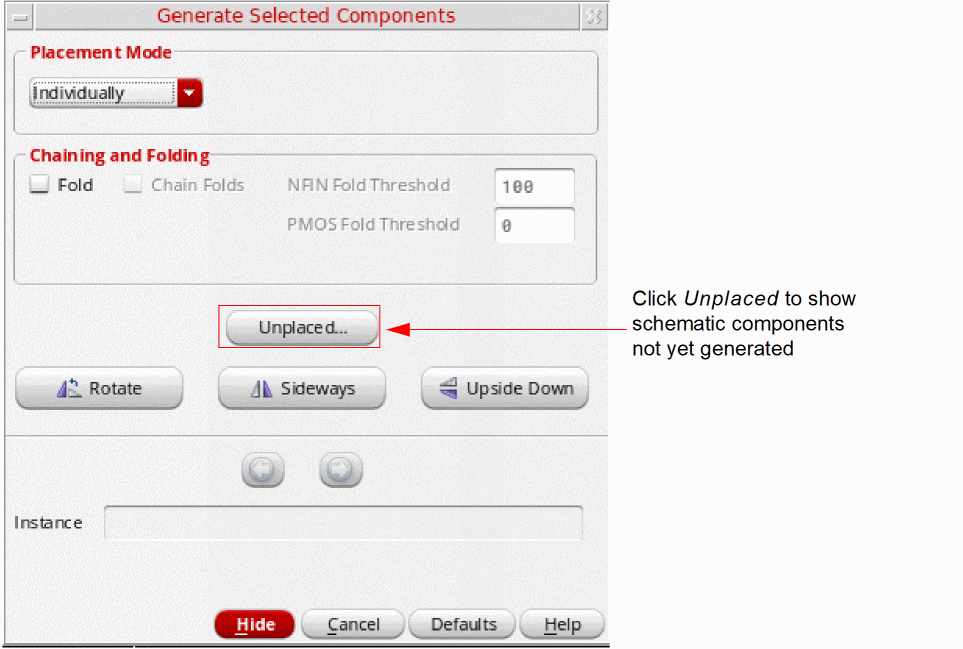 Generate Selected Components
Placement Mode
Individually
Chaining and Folding
Fold
Chain Folds
NFIN Fold Threshold
100
PMOS Fold Threshold
0
Unplaced...
Click Unplaced to show
schematic components
not yet generated
Rotate
Sideways
Upside Down
Instance
Hide
Cancel
Defaults
Help